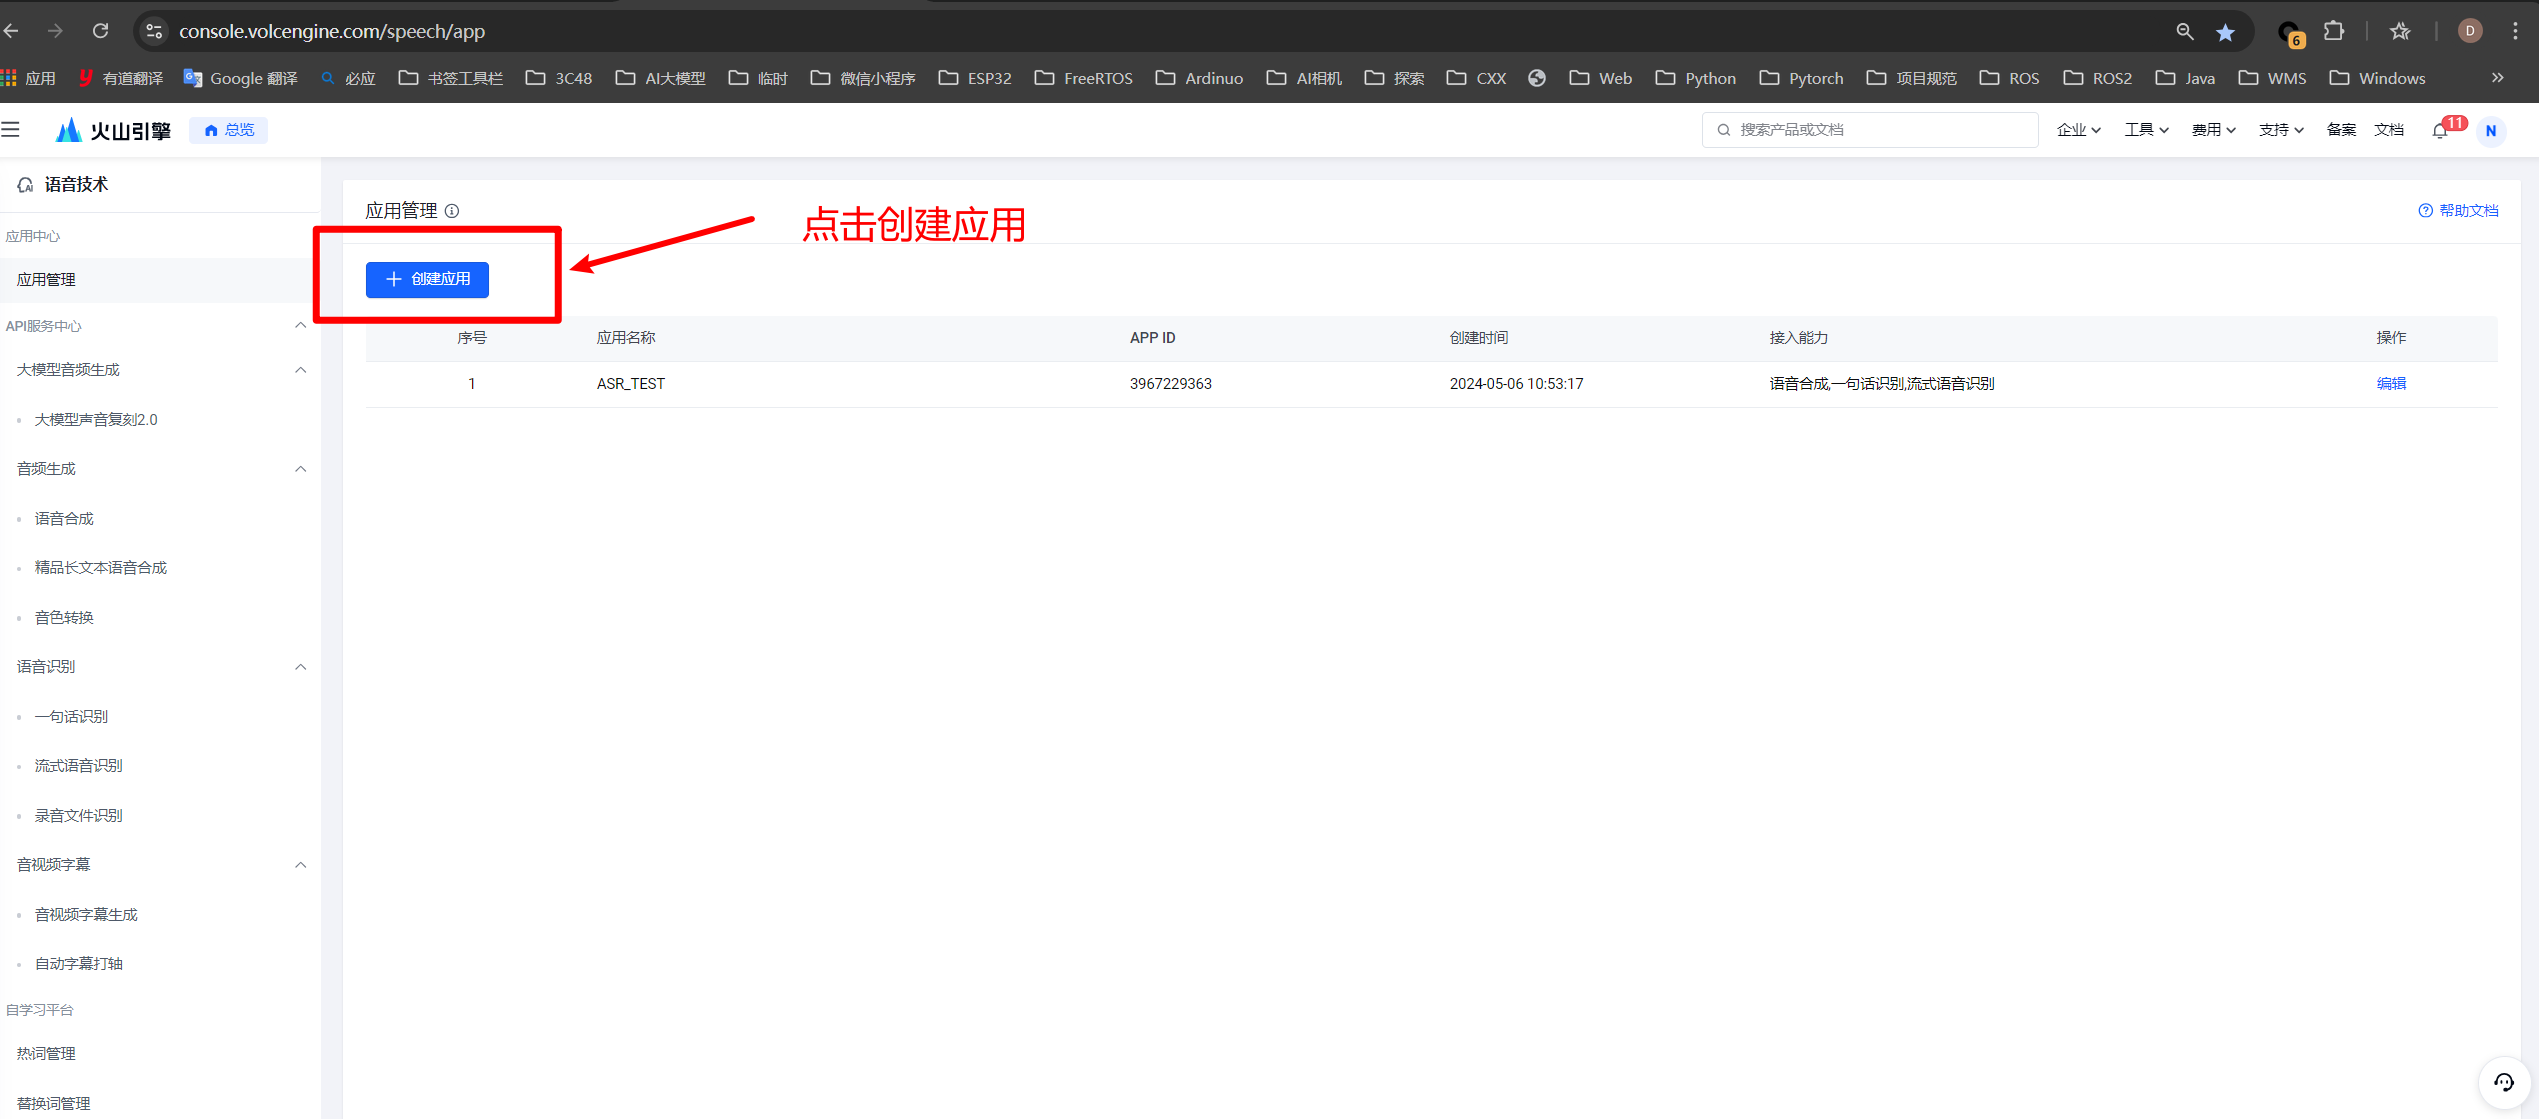 console.volcengine.com/speech/app
6
D
应用 有道翻译 Google 翻译 必应 书签工具栏 3C48 AI大模型 临时 微信小程序 ESP32 FreeRTOS Ardinuo AI相机 探索 CXX Web Python Pytorch 项目规范 ROS ROS2 Java WMS Windows
火山引擎 总览 搜索产品或文档 企业 工具 费用 支持 备案 文档 11 N
语音技术
应用中心
应用管理
API服务中心
大模型音频生成
大模型声音复刻2.0
音频生成
语音合成
精品长文本语音合成
音色转换
语音识别
一句话识别
流式语音识别
录音文件识别
音视频字幕
音视频字幕生成
自动字幕打轴
自学习平台
热词管理
替换词管理
应用管理
帮助文档
点击创建应用
创建应用
序号 应用名称 APP ID 创建时间 接入能力 操作
1 ASR_TEST 3967229363 2024-05-06 10:53:17 语音合成,一句话识别,流式语音识别 编辑